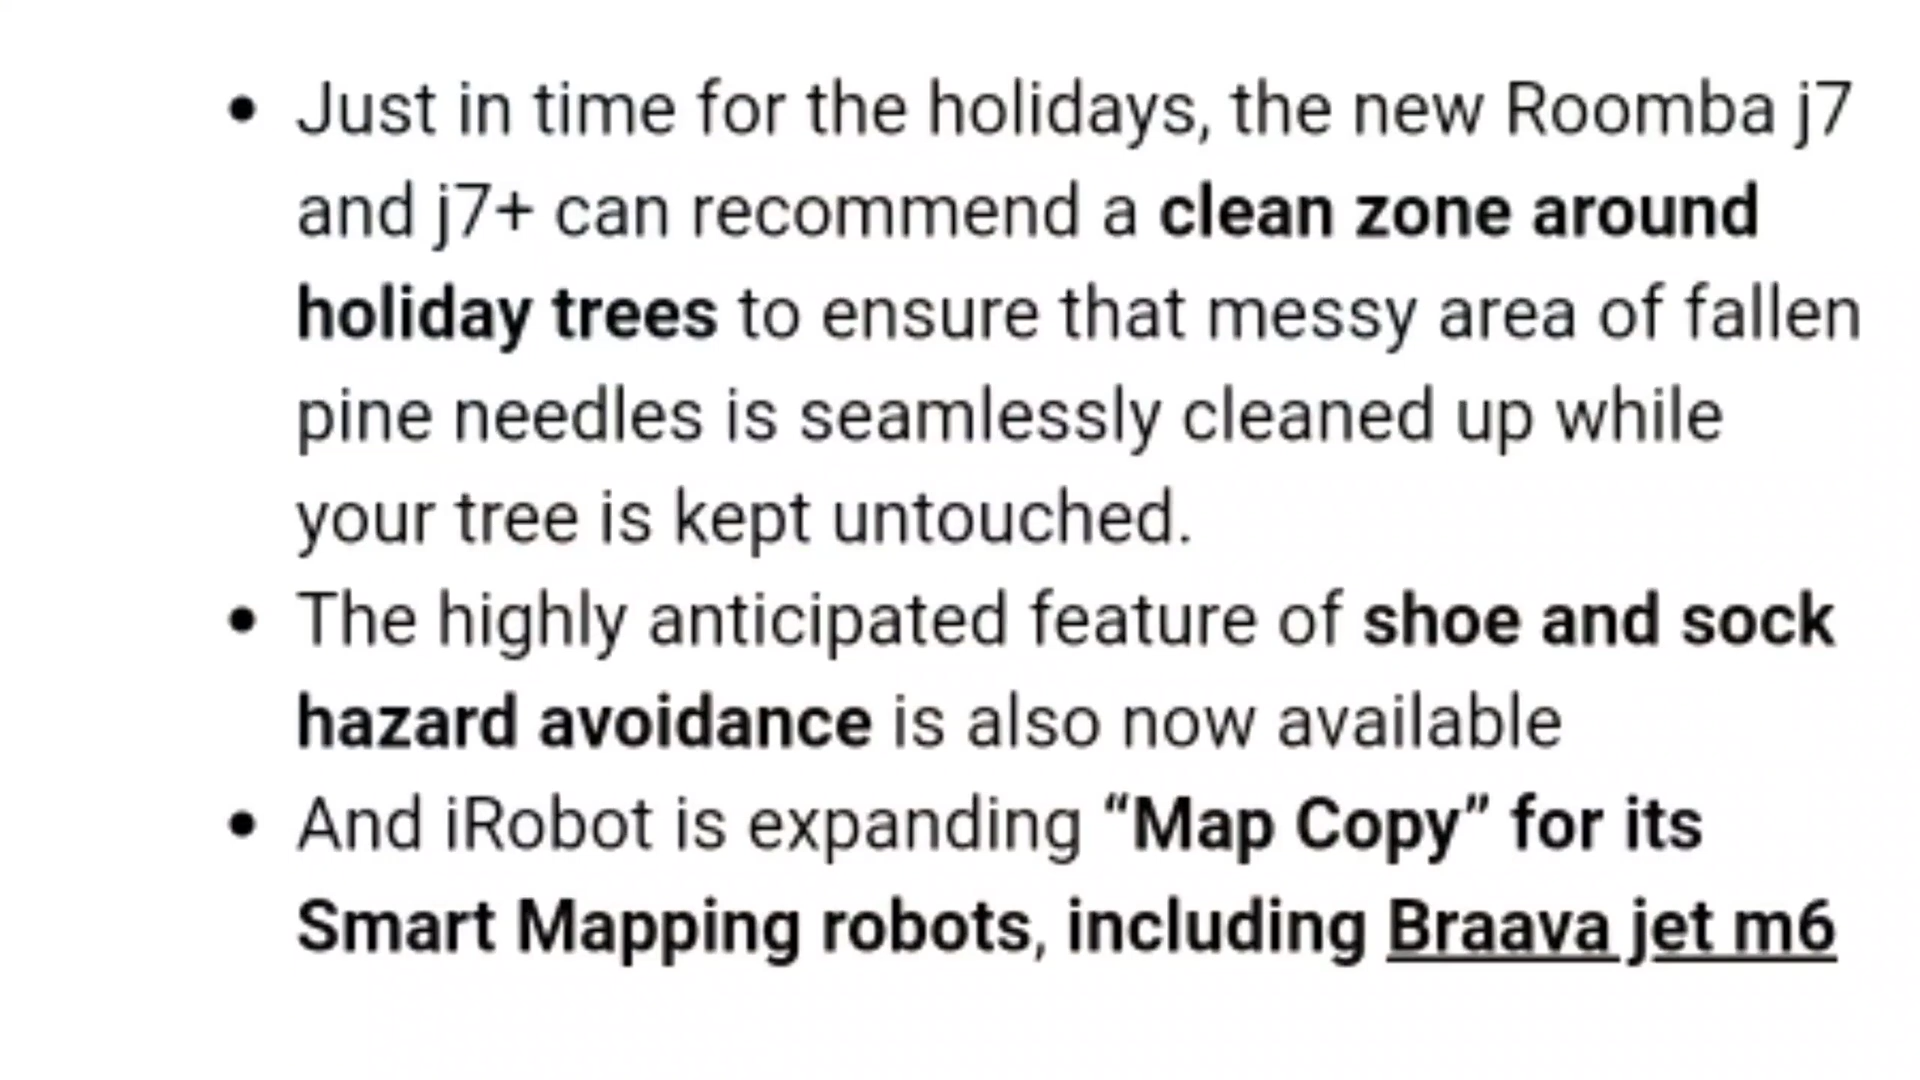 • Just in time for the holidays, the new Roomba j7
and j7+ can recommend a clean zone around
holiday trees to ensure that messy area of fallen
pine needles is seamlessly cleaned up while
your tree is kept untouched.
• The highly anticipated feature of shoe and sock
hazard avoidance is also now available
• And iRobot is expanding “Map Copy” for its
Smart Mapping robots, including Braava jet m6